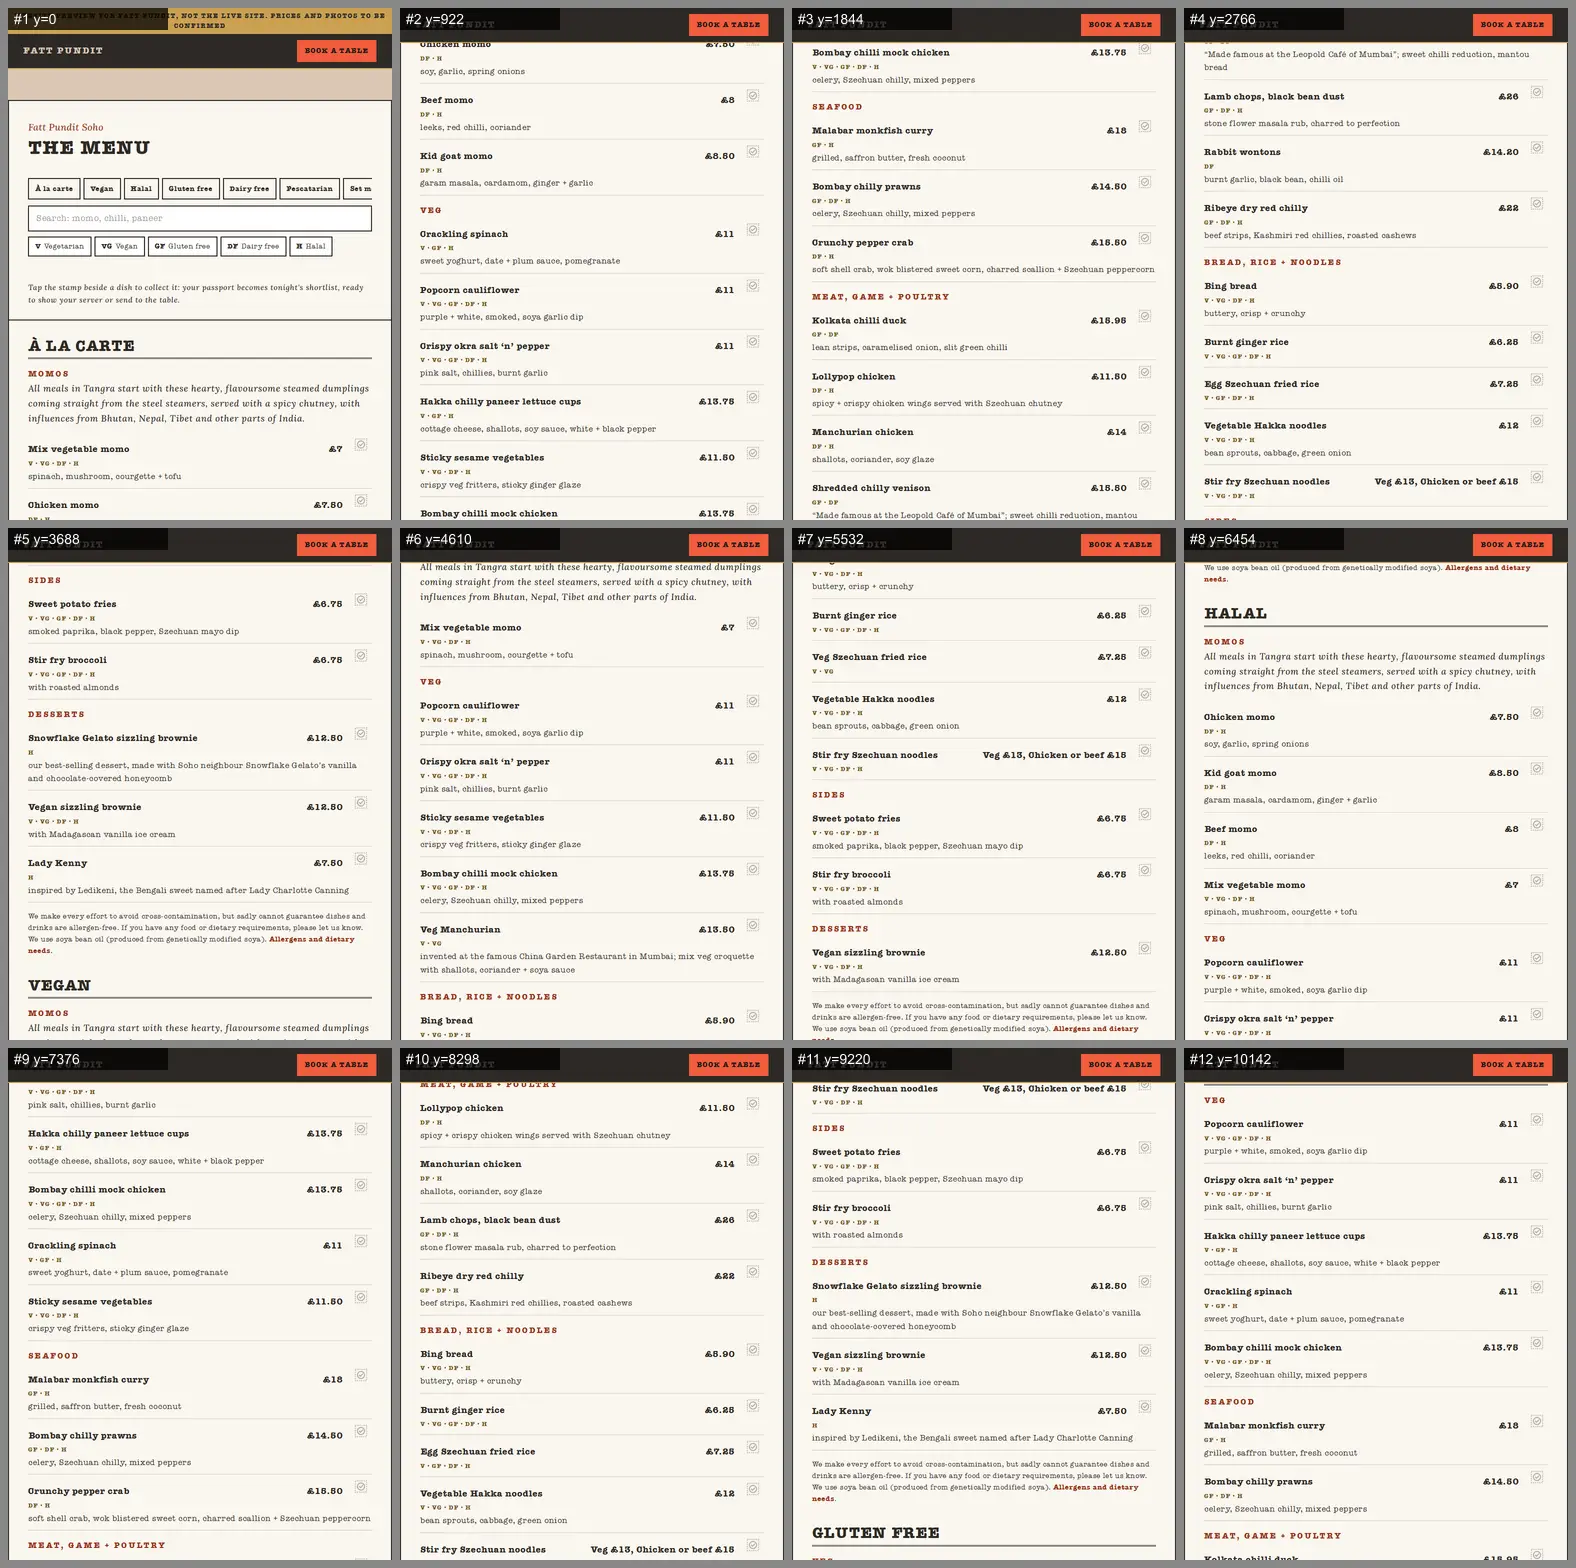 #1 y=0
PREVIEW FOR FATT PUNDIT, NOT THE LIVE SITE. PRICES AND PHOTOS TO BE
CONFIRMED
FATT PUNDIT
BOOK A TABLE
Fatt Pundit Soho
THE MENU
À la carte
Vegan
Halal
Gluten free
Dairy free
Pescatarian
Set m
Search: momo, chilli, paneer
V Vegetarian
VG Vegan
GF Gluten free
DF Dairy free
H Halal
Tap the stamp beside a dish to collect it: your passport becomes tonight's shortlist, ready
to show your server or send to the table.
À LA CARTE
MOMOS
All meals in Tangra start with these hearty, flavoursome steamed dumplings
coming straight from the steel steamers, served with a spicy chutney, with
influences from Bhutan, Nepal, Tibet and other parts of India.
Mix vegetable momo £7
V · VG · DF · H
spinach, mushroom, courgette + tofu
Chicken momo £7.50
DF · H
#2 y=922
BOOK A TABLE
Chicken momo £7.50
DF · H
soy, garlic, spring onions
Beef momo £8
DF · H
leeks, red chilli, coriander
Kid goat momo £8.50
DF · H
garam masala, cardamom, ginger + garlic
VEG
Crackling spinach £11
V · GF · H
sweet yoghurt, date + plum sauce, pomegranate
Popcorn cauliflower £11
V · VG · GF · DF · H
purple + white, smoked, soya garlic dip
Crispy okra salt ‘n’ pepper £11
V · VG · GF · DF · H
pink salt, chillies, burnt garlic
Hakka chilly paneer lettuce cups £13.75
V · GF · H
cottage cheese, shallots, soy sauce, white + black pepper
Sticky sesame vegetables £11.50
V · VG · DF · H
crispy veg fritters, sticky ginger glaze
Bombay chilli mock chicken £13.75
#3 y=1844
BOOK A TABLE
Bombay chilli mock chicken £13.75
V · VG · GF · DF · H
celery, Szechuan chilly, mixed peppers
SEAFOOD
Malabar monkfish curry £18
GF · H
grilled, saffron butter, fresh coconut
Bombay chilly prawns £14.50
GF · DF · H
celery, Szechuan chilly, mixed peppers
Crunchy pepper crab £15.50
DF · H
soft shell crab, wok blistered sweet corn, charred scallion + Szechuan peppercorn
MEAT, GAME + POULTRY
Kolkata chilli duck £15.95
GF · DF
lean strips, caramelised onion, slit green chilli
Lollypop chicken £11.50
DF · H
spicy + crispy chicken wings served with Szechuan chutney
Manchurian chicken £14
DF · H
shallots, coriander, soy glaze
Shredded chilly venison £15.50
GF · DF
“Made famous at the Leopold Café of Mumbai”; sweet chilli reduction, mantou
#4 y=2766
BOOK A TABLE
“Made famous at the Leopold Café of Mumbai”; sweet chilli reduction, mantou
bread
Lamb chops, black bean dust £26
GF · DF · H
stone flower masala rub, charred to perfection
Rabbit wontons £14.20
DF
burnt garlic, black bean, chilli oil
Ribeye dry red chilly £22
GF · DF · H
beef strips, Kashmiri red chillies, roasted cashews
BREAD, RICE + NOODLES
Bing bread £5.90
V · VG · DF · H
buttery, crisp + crunchy
Burnt ginger rice £6.25
V · VG · GF · DF · H
Egg Szechuan fried rice £7.25
V · GF · DF · H
Vegetable Hakka noodles £12
V · VG · DF · H
bean sprouts, cabbage, green onion
Stir fry Szechuan noodles Veg £13, Chicken or beef £15
V · VG · DF · H
SIDES
#5 y=3688
BOOK A TABLE
SIDES
Sweet potato fries £6.75
V · VG · GF · DF · H
smoked paprika, black pepper, Szechuan mayo dip
Stir fry broccoli £6.75
V · VG · GF · DF · H
with roasted almonds
DESSERTS
Snowflake Gelato sizzling brownie £12.50
H
our best-selling dessert, made with Soho neighbour Snowflake Gelato's vanilla
and chocolate-covered honeycomb
Vegan sizzling brownie £12.50
V · VG · DF · H
with Madagascan vanilla ice cream
Lady Kenny £7.50
H
inspired by Ledikeni, the Bengali sweet named after Lady Charlotte Canning
We make every effort to avoid cross-contamination, but sadly cannot guarantee dishes and
drinks are allergen-free. If you have any food or dietary requirements, please let us know.
We use soya bean oil (produced from genetically modified soya). Allergens and dietary
needs.
VEGAN
MOMOS
All meals in Tangra start with these hearty, flavoursome steamed dumplings
coming straight from the steel steamers, served with a spicy chutney, with
#6 y=4610
BOOK A TABLE
All meals in Tangra start with these hearty, flavoursome steamed dumplings
coming straight from the steel steamers, served with a spicy chutney, with
influences from Bhutan, Nepal, Tibet and other parts of India.
Mix vegetable momo £7
V · VG · DF · H
spinach, mushroom, courgette + tofu
VEG
Popcorn cauliflower £11
V · VG · GF · DF · H
purple + white, smoked, soya garlic dip
Crispy okra salt ‘n’ pepper £11
V · VG · GF · DF · H
pink salt, chillies, burnt garlic
Sticky sesame vegetables £11.50
V · VG · DF · H
crispy veg fritters, sticky ginger glaze
Bombay chilli mock chicken £13.75
V · VG · GF · DF · H
celery, Szechuan chilly, mixed peppers
Veg Manchurian £13.50
V · VG
invented at the famous China Garden Restaurant in Mumbai; mix veg croquette
with shallots, coriander + soya sauce
BREAD, RICE + NOODLES
Bing bread £5.90
V · VG · DF · H
#7 y=5532
BOOK A TABLE
V · VG · DF · H
buttery, crisp + crunchy
Burnt ginger rice £6.25
V · VG · GF · DF · H
Veg Szechuan fried rice £7.25
V · VG
Vegetable Hakka noodles £12
V · VG · DF · H
bean sprouts, cabbage, green onion
Stir fry Szechuan noodles Veg £13, Chicken or beef £15
V · VG · DF · H
SIDES
Sweet potato fries £6.75
V · VG · GF · DF · H
smoked paprika, black pepper, Szechuan mayo dip
Stir fry broccoli £6.75
V · VG · GF · DF · H
with roasted almonds
DESSERTS
Vegan sizzling brownie £12.50
V · VG · DF · H
with Madagascan vanilla ice cream
We make every effort to avoid cross-contamination, but sadly cannot guarantee dishes and
drinks are allergen-free. If you have any food or dietary requirements, please let us know.
We use soya bean oil (produced from genetically modified soya). Allergens and dietary
needs.
#8 y=6454
BOOK A TABLE
We use soya bean oil (produced from genetically modified soya). Allergens and dietary
needs.
HALAL
MOMOS
All meals in Tangra start with these hearty, flavoursome steamed dumplings
coming straight from the steel steamers, served with a spicy chutney, with
influences from Bhutan, Nepal, Tibet and other parts of India.
Chicken momo £7.50
DF · H
soy, garlic, spring onions
Kid goat momo £8.50
DF · H
garam masala, cardamom, ginger + garlic
Beef momo £8
DF · H
leeks, red chilli, coriander
Mix vegetable momo £7
V · VG · DF · H
spinach, mushroom, courgette + tofu
VEG
Popcorn cauliflower £11
V · VG · GF · DF · H
purple + white, smoked, soya garlic dip
Crispy okra salt ‘n’ pepper £11
V · VG · GF · DF · H
#9 y=7376
BOOK A TABLE
V · VG · GF · DF · H
pink salt, chillies, burnt garlic
Hakka chilly paneer lettuce cups £13.75
V · GF · H
cottage cheese, shallots, soy sauce, white + black pepper
Bombay chilli mock chicken £13.75
V · VG · GF · DF · H
celery, Szechuan chilly, mixed peppers
Crackling spinach £11
V · GF · H
sweet yoghurt, date + plum sauce, pomegranate
Sticky sesame vegetables £11.50
V · VG · DF · H
crispy veg fritters, sticky ginger glaze
SEAFOOD
Malabar monkfish curry £18
GF · H
grilled, saffron butter, fresh coconut
Bombay chilly prawns £14.50
GF · DF · H
celery, Szechuan chilly, mixed peppers
Crunchy pepper crab £15.50
DF · H
soft shell crab, wok blistered sweet corn, charred scallion + Szechuan peppercorn
MEAT, GAME + POULTRY
#10 y=8298
BOOK A TABLE
MEAT, GAME + POULTRY
Lollypop chicken £11.50
DF · H
spicy + crispy chicken wings served with Szechuan chutney
Manchurian chicken £14
DF · H
shallots, coriander, soy glaze
Lamb chops, black bean dust £26
GF · DF · H
stone flower masala rub, charred to perfection
Ribeye dry red chilly £22
GF · DF · H
beef strips, Kashmiri red chillies, roasted cashews
BREAD, RICE + NOODLES
Bing bread £5.90
V · VG · DF · H
buttery, crisp + crunchy
Burnt ginger rice £6.25
V · VG · GF · DF · H
Egg Szechuan fried rice £7.25
V · GF · DF · H
Vegetable Hakka noodles £12
V · VG · DF · H
bean sprouts, cabbage, green onion
Stir fry Szechuan noodles Veg £13, Chicken or beef £15
#11 y=9220
BOOK A TABLE
Stir fry Szechuan noodles Veg £13, Chicken or beef £15
V · VG · DF · H
SIDES
Sweet potato fries £6.75
V · VG · GF · DF · H
smoked paprika, black pepper, Szechuan mayo dip
Stir fry broccoli £6.75
V · VG · GF · DF · H
with roasted almonds
DESSERTS
Snowflake Gelato sizzling brownie £12.50
H
our best-selling dessert, made with Soho neighbour Snowflake Gelato's vanilla
and chocolate-covered honeycomb
Vegan sizzling brownie £12.50
V · VG · DF · H
with Madagascan vanilla ice cream
Lady Kenny £7.50
H
inspired by Ledikeni, the Bengali sweet named after Lady Charlotte Canning
We make every effort to avoid cross-contamination, but sadly cannot guarantee dishes and
drinks are allergen-free. If you have any food or dietary requirements, please let us know.
We use soya bean oil (produced from genetically modified soya). Allergens and dietary
needs.
GLUTEN FREE
VEG
#12 y=10142
BOOK A TABLE
VEG
Popcorn cauliflower £11
V · VG · GF · DF · H
purple + white, smoked, soya garlic dip
Crispy okra salt ‘n’ pepper £11
V · VG · GF · DF · H
pink salt, chillies, burnt garlic
Hakka chilly paneer lettuce cups £13.75
V · GF · H
cottage cheese, shallots, soy sauce, white + black pepper
Crackling spinach £11
V · GF · H
sweet yoghurt, date + plum sauce, pomegranate
Bombay chilli mock chicken £13.75
V · VG · GF · DF · H
celery, Szechuan chilly, mixed peppers
SEAFOOD
Malabar monkfish curry £18
GF · H
grilled, saffron butter, fresh coconut
Bombay chilly prawns £14.50
GF · DF · H
celery, Szechuan chilly, mixed peppers
MEAT, GAME + POULTRY
Kolkata chilli duck £15.95